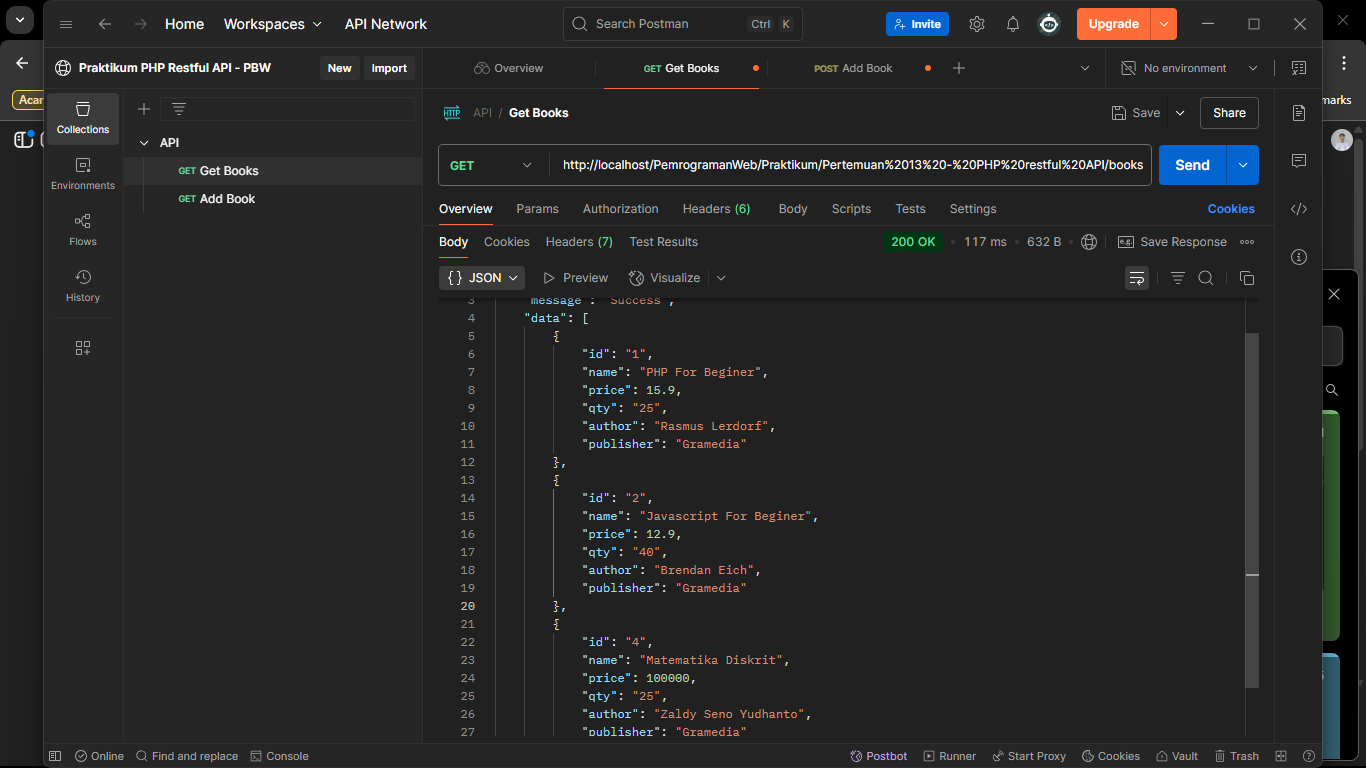 Home Workspaces API Network Search Postman Ctrl K Invite Upgrade
Praktikum PHP Restful API - PBW New Import Overview GET Get Books POST Add Book No environment
marks
Acar
Collections
API
API / Get Books Save Share
GET Get Books
GET http://localhost/PemrogramanWeb/Praktikum/Pertemuan%2013%20-%20PHP%20restful%20API/books Send
Environments
GET Add Book
Overview Params Authorization Headers (6) Body Scripts Tests Settings Cookies
Flows
Body Cookies Headers (7) Test Results 200 OK 117 ms 632 B e.g. Save Response
History
{} JSON Preview Visualize
3 "message": "Success",
4 "data": [
5 {
6 "id": "1",
7 "name": "PHP For Beginer",
8 "price": 15.9,
9 "qty": "25",
10 "author": "Rasmus Lerdorf",
11 "publisher": "Gramedia"
12 },
13 {
14 "id": "2",
15 "name": "Javascript For Beginer",
16 "price": 12.9,
17 "qty": "40",
18 "author": "Brendan Eich",
19 "publisher": "Gramedia"
20 },
21 {
22 "id": "4",
23 "name": "Matematika Diskrit",
24 "price": 100000,
25 "qty": "25",
26 "author": "Zaldy Seno Yudhanto",
27 "publisher": "Gramedia"
Online Find and replace Console Postbot Runner Start Proxy Cookies Vault Trash